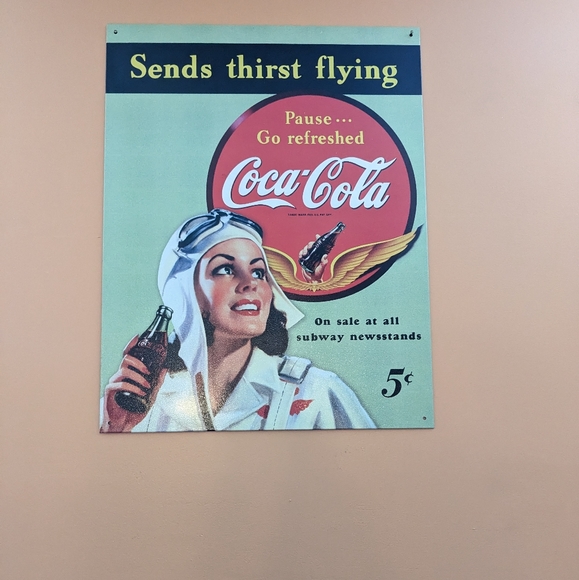 Sends thirst flying
Pause...
Go refreshed
Coca-Cola
On sale at all
subway newsstands
5¢